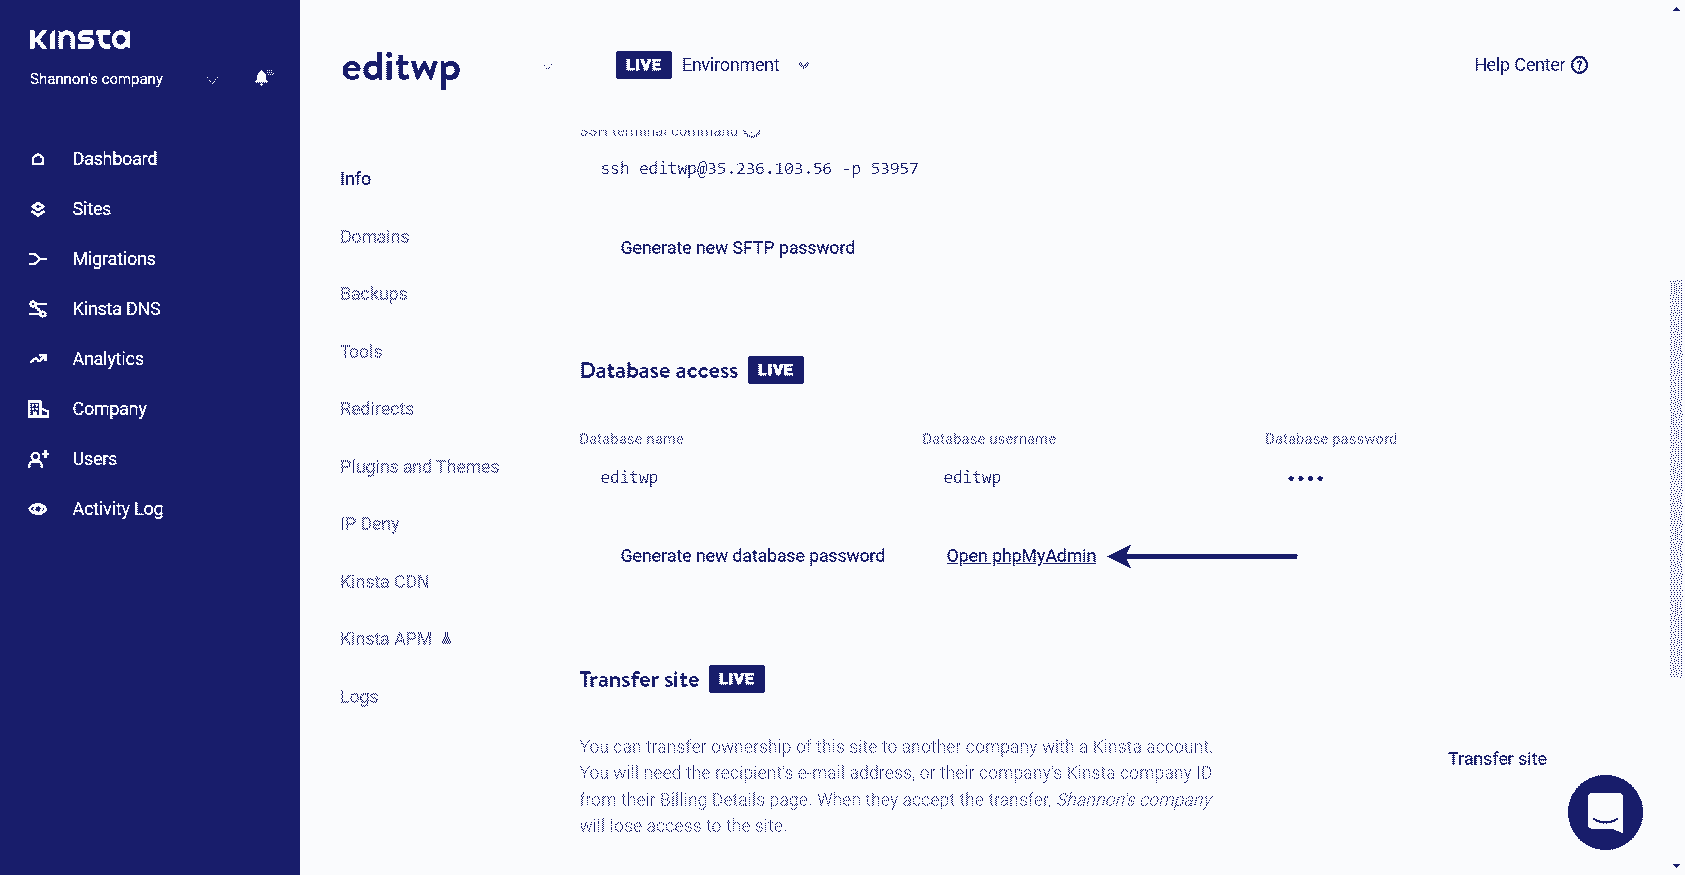 Kinsta
Shannon's company
Dashboard
Sites
Migrations
Kinsta DNS
Analytics
Company
Users
Activity Log
editwp
LIVE Environment
Help Center
Info
Domains
Backups
Tools
Redirects
Plugins and Themes
IP Deny
Kinsta CDN
Kinsta APM
Logs
SSH terminal command
ssh editwp@35.236.103.56 -p 53957
Generate new SFTP password
Database access LIVE
Database name
editwp
Database username
editwp
Database password
••••
Generate new database password
Open phpMyAdmin
Transfer site LIVE
You can transfer ownership of this site to another company with a Kinsta account.
You will need the recipient's e-mail address, or their company's Kinsta company ID
from their Billing Details page. When they accept the transfer, Shannon's company
will lose access to the site.
Transfer site